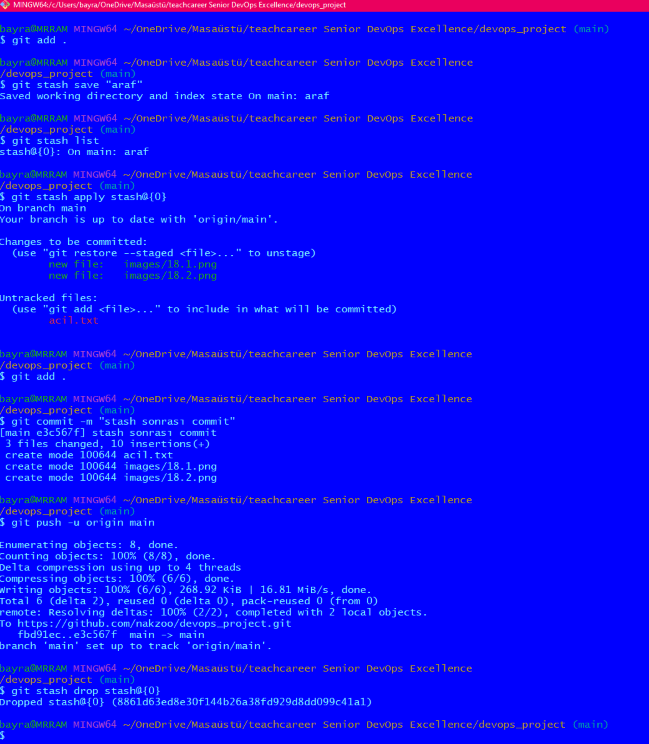 MINGW64:/c/Users/bayra/OneDrive/Masaüstü/teachcareer Senior DevOps Excellence/devops_project
bayra@MRRAM MINGW64 ~/OneDrive/Masaüstü/teachcareer Senior DevOps Excellence/devops_project (main)
$ git add .
bayra@MRRAM MINGW64 ~/OneDrive/Masaüstü/teachcareer Senior DevOps Excellence
/devops_project (main)
$ git stash save "araf"
Saved working directory and index state On main: araf
bayra@MRRAM MINGW64 ~/OneDrive/Masaüstü/teachcareer Senior DevOps Excellence
/devops_project (main)
$ git stash list
stash@{0}: On main: araf
bayra@MRRAM MINGW64 ~/OneDrive/Masaüstü/teachcareer Senior DevOps Excellence
/devops_project (main)
$ git stash apply stash@{0}
On branch main
Your branch is up to date with 'origin/main'.
Changes to be committed:
(use "git restore --staged <file>..." to unstage)
new file: images/18.1.png
new file: images/18.2.png
Untracked files:
(use "git add <file>..." to include in what will be committed)
acil.txt
bayra@MRRAM MINGW64 ~/OneDrive/Masaüstü/teachcareer Senior DevOps Excellence
/devops_project (main)
$ git add .
bayra@MRRAM MINGW64 ~/OneDrive/Masaüstü/teachcareer Senior DevOps Excellence
/devops_project (main)
$ git commit -m "stash sonrası commit"
[main e3c567f] stash sonrası commit
3 files changed, 10 insertions(+)
create mode 100644 acil.txt
create mode 100644 images/18.1.png
create mode 100644 images/18.2.png
bayra@MRRAM MINGW64 ~/OneDrive/Masaüstü/teachcareer Senior DevOps Excellence
/devops_project (main)
$ git push -u origin main
Enumerating objects: 8, done.
Counting objects: 100% (8/8), done.
Delta compression using up to 4 threads
Compressing objects: 100% (6/6), done.
Writing objects: 100% (6/6), 268.92 KiB | 16.81 MiB/s, done.
Total 6 (delta 2), reused 0 (delta 0), pack-reused 0 (from 0)
remote: Resolving deltas: 100% (2/2), completed with 2 local objects.
To https://github.com/nakzoo/devops_project.git
fbd91ec..e3c567f main -> main
branch 'main' set up to track 'origin/main'.
bayra@MRRAM MINGW64 ~/OneDrive/Masaüstü/teachcareer Senior DevOps Excellence
/devops_project (main)
$ git stash drop stash@{0}
Dropped stash@{0} (8861d63ed8e30f144b26a38fd929d8dd099c41a1)
bayra@MRRAM MINGW64 ~/OneDrive/Masaüstü/teachcareer Senior DevOps Excellence/devops_project (main)
$